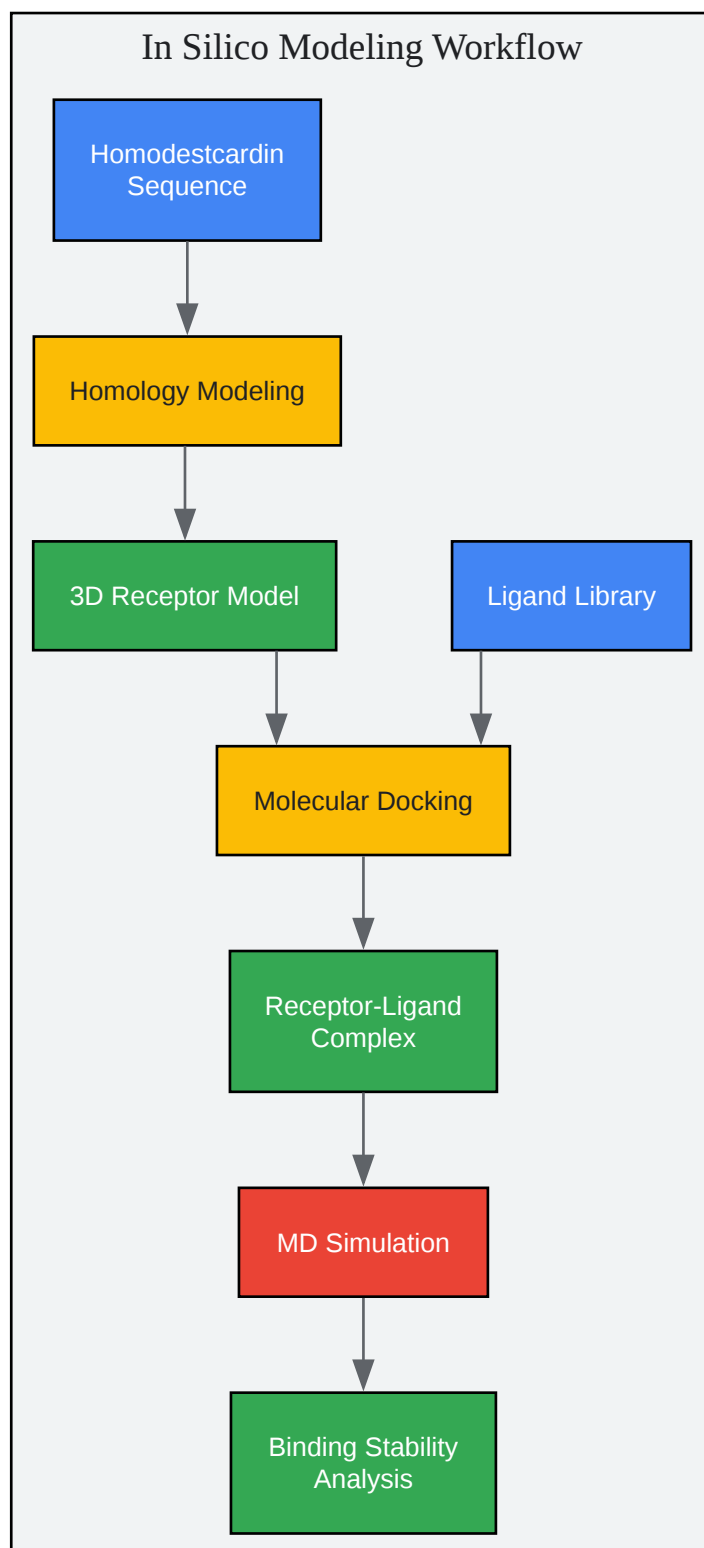 In Silico Modeling Workflow
Homodestcardin
Sequence
Homology Modeling
3D Receptor Model
Ligand Library
Molecular Docking
Receptor-Ligand
Complex
MD Simulation
Binding Stability
Analysis